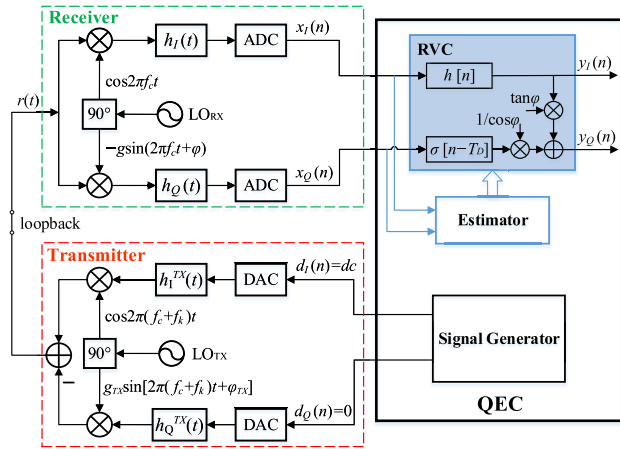 Receiver
h_I(t)
ADC
x_I(n)
cos2πf_ct
r(t)
90°
LO_RX
−gsin(2πf_ct+φ)
h_Q(t)
ADC
x_Q(n)
loopback
RVC
h[n]
y_I(n)
tanφ
1/cosφ
σ[n−T_D]
y_Q(n)
Estimator
Transmitter
h_I^TX(t)
DAC
d_I(n)=dc
cos2π(f_c+f_k)t
90°
LO_TX
−
g_TXsin[2π(f_c+f_k)t+φ_TX]
h_Q^TX(t)
DAC
d_Q(n)=0
Signal Generator
QEC